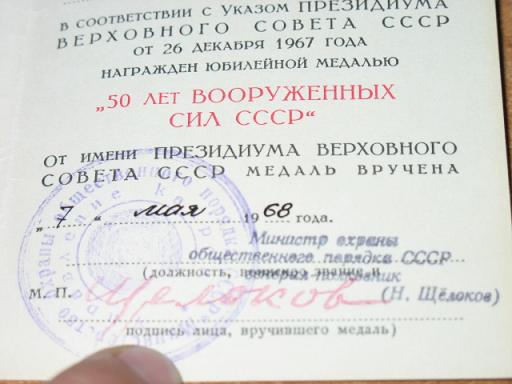 В СООТВЕТСТВИИ С УКАЗОМ ПРЕЗИДИУМА
ВЕРХОВНОГО СОВЕТА СССР
ОТ 26 ДЕКАБРЯ 1967 ГОДА
НАГРАЖДЕН ЮБИЛЕЙНОЙ МЕДАЛЬЮ
„50 ЛЕТ ВООРУЖЕННЫХ
СИЛ СССР“
ОТ ИМЕНИ ПРЕЗИДИУМА ВЕРХОВНОГО
СОВЕТА СССР МЕДАЛЬ ВРУЧЕНА
„7“ мая 1968 года.
Министр охраны
общественного порядка СССР
(должность, воинское звание и
М. П. Щелоков (Н. Щёлоков)
подпись лица, вручившего медаль)